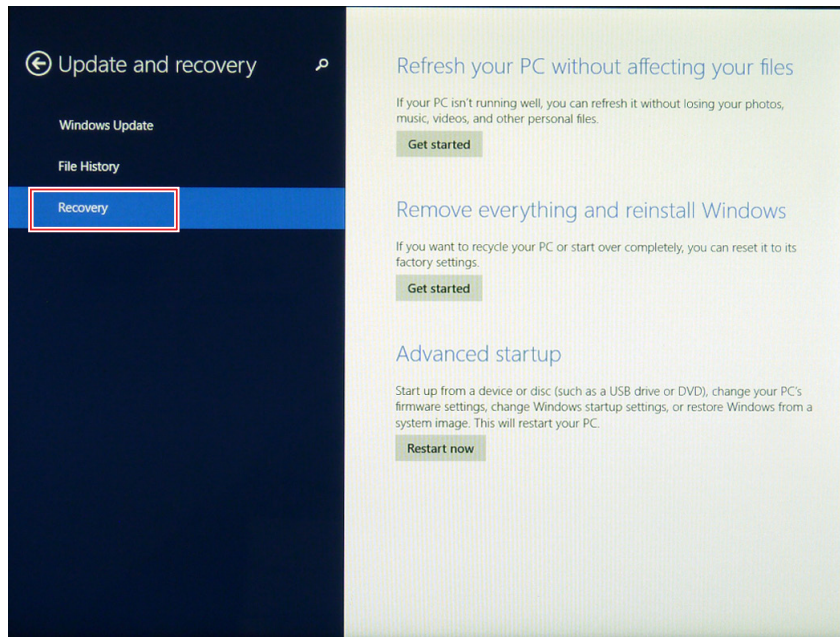 Update and recovery
Windows Update
File History
Recovery
Refresh your PC without affecting your files
If your PC isn't running well, you can refresh it without losing your photos,
music, videos, and other personal files.
Get started
Remove everything and reinstall Windows
If you want to recycle your PC or start over completely, you can reset it to its
factory settings.
Get started
Advanced startup
Start up from a device or disc (such as a USB drive or DVD), change your PC's
firmware settings, change Windows startup settings, or restore Windows from a
system image. This will restart your PC.
Restart now